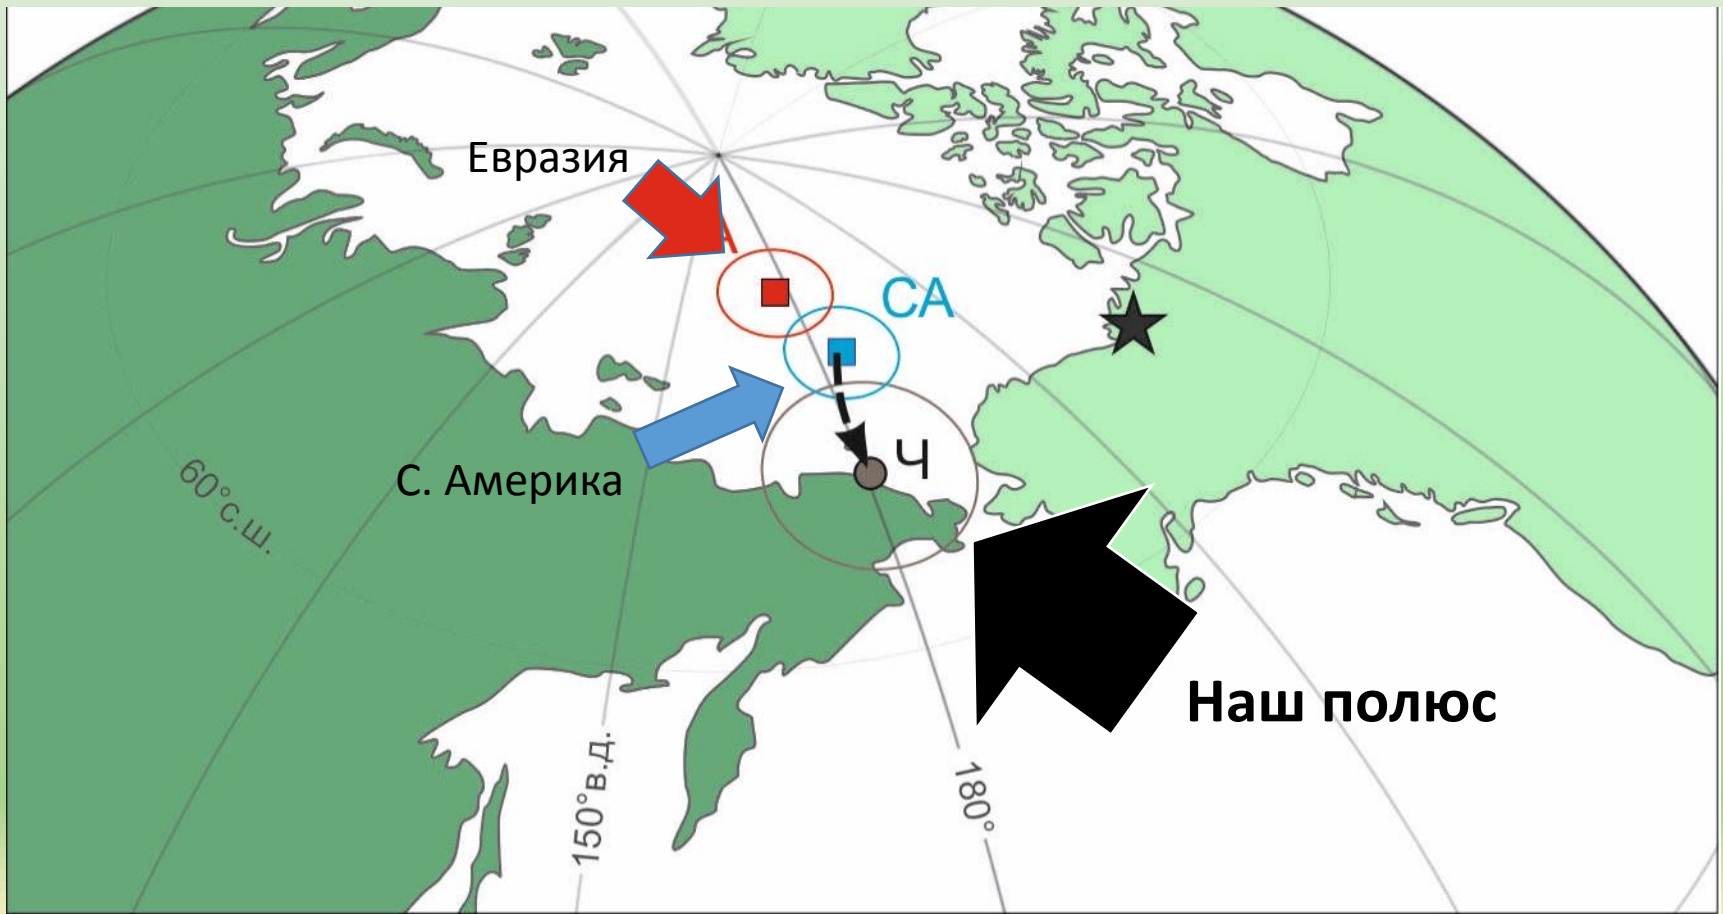 Евразия
СА
С. Америка
Ч
60°с.ш.
Наш полюс
150°в.д.
180°